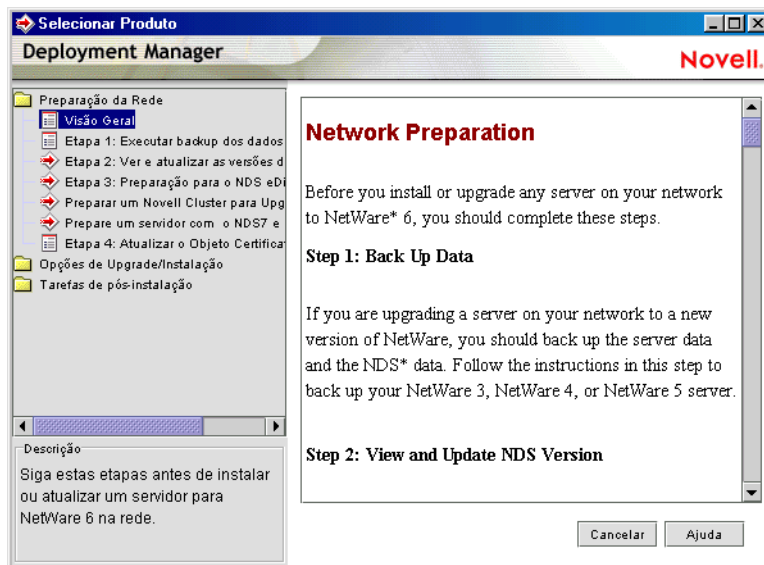 Selecionar Produto
Deployment Manager
Novell.
Preparação da Rede
Visão Geral
Etapa 1: Executar backup dos dados
Etapa 2: Ver e atualizar as versões d
Etapa 3: Preparação para o NDS eDi
Preparar um Novell Cluster para Upg
Prepare um servidor com o NDS7 e
Etapa 4: Atualizar o Objeto Certifica
Opções de Upgrade/Instalação
Tarefas de pós-instalação
Descrição
Siga estas etapas antes de instalar
ou atualizar um servidor para
NetWare 6 na rede.
Network Preparation
Before you install or upgrade any server on your network
to NetWare* 6, you should complete these steps.
Step 1: Back Up Data
If you are upgrading a server on your network to a new
version of NetWare, you should back up the server data
and the NDS* data. Follow the instructions in this step to
back up your NetWare 3, NetWare 4, or NetWare 5 server.
Step 2: View and Update NDS Version
Cancelar
Ajuda